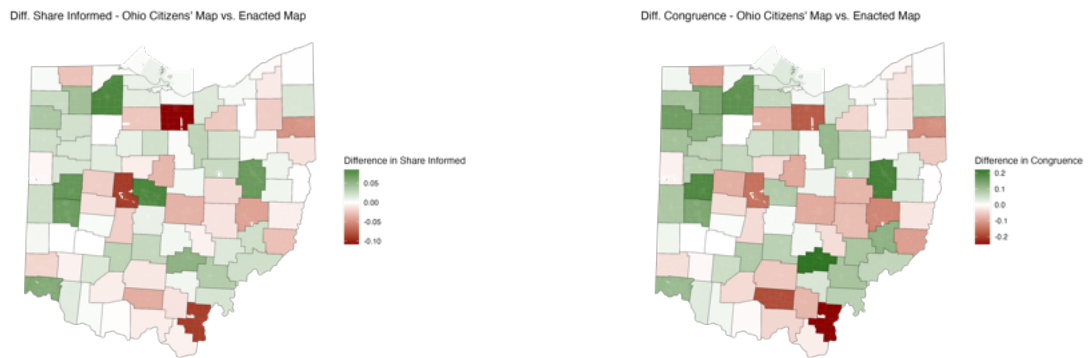 Diff. Share Informed - Ohio Citizens' Map vs. Enacted Map
Difference in Share Informed
0.05
0.00
-0.05
-0.10
Diff. Congruence - Ohio Citizens' Map vs. Enacted Map
Difference in Congruence
0.2
0.1
0.0
-0.1
-0.2